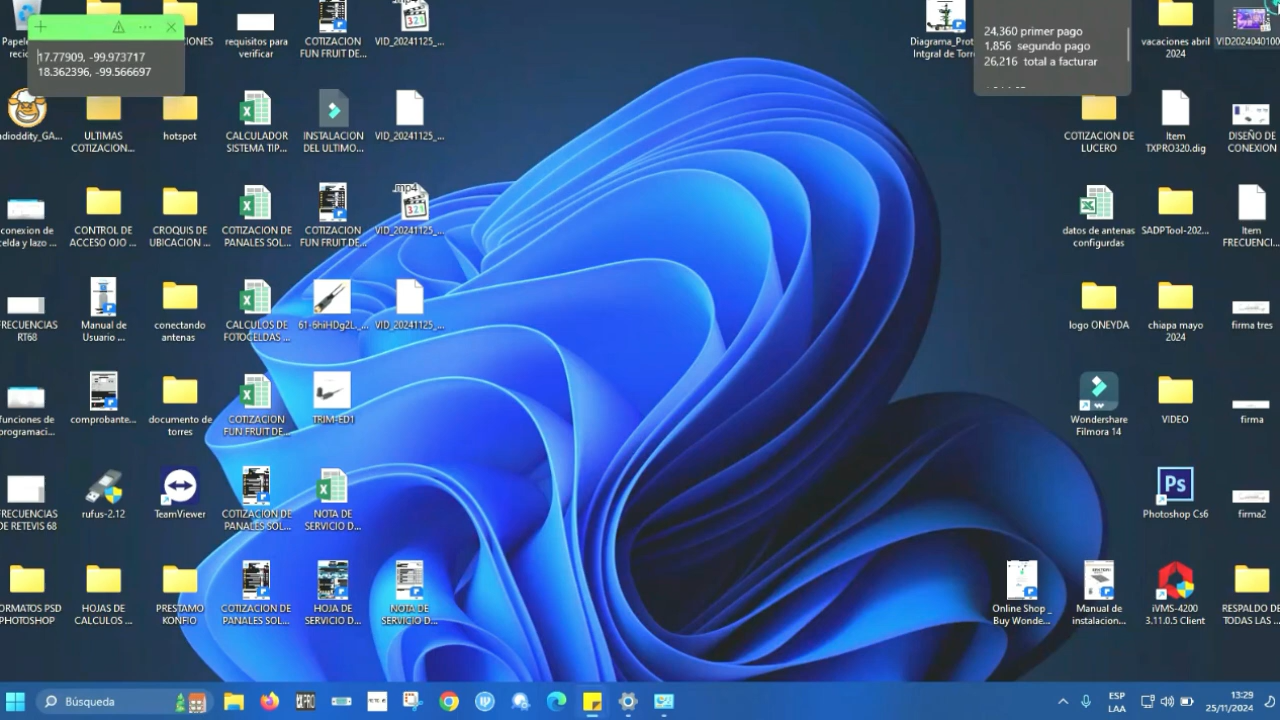 17.77909, -99.973717
18.362396, -99.566697
24,360 primer pago
1,856 segundo pago
26,216 total a facturar
requisitos para
verificar
COTIZACION
FUN FRUIT DE...
VID_20241125_...
vacaciones abril
2024
VID2024040100
ULTIMAS
COTIZACION...
hotspot
CALCULADOR
SISTEMA TIP...
INSTALACION
DEL ULTIMO...
VID_20241125_...
COTIZACION DE
LUCERO
Item
TXPRO320.dig
DISEÑO DE
CONEXION
conexion de
celda y lazo ...
CONTROL DE
ACCESO OJO ...
CROQUIS DE
UBICACION ...
COTIZACION DE
PANALES SOL...
COTIZACION
FUN FRUIT DE...
.mp4
VID_20241125_...
datos de antenas
configurdas
SADPTool-202...
Item
FRECUENCI...
FRECUENCIAS
RT68
Manual de
Usuario ...
conectando
antenas
CALCULOS DE
FOTOCELDAS ...
61-6hiHDg2L._...
VID_20241125_...
logo ONEYDA
chiapa mayo
2024
firma tres
funciones de
programaci...
comprobante...
documento de
torres
COTIZACION
FUN FRUIT DE...
TRIM-ED1
Wondershare
Filmora 14
VIDEO
firma
FRECUENCIAS
DE RETEVIS 68
rufus-2.12
TeamViewer
COTIZACION DE
PANALES SOL...
NOTA DE
SERVICIO D...
Ps
Photoshop Cs6
firma2
FORMATOS PSD
PHOTOSHOP
HOJAS DE
CALCULOS ...
PRESTAMO
KONFIO
COTIZACION DE
PANALES SOL...
HOJA DE
SERVICIO D...
NOTA DE
SERVICIO D...
Online Shop _
Buy Wonde...
Manual de
instalacion...
iVMS-4200
3.11.0.5 Client
RESPALDO DE
TODAS LAS ...
Búsqueda
ESP
LAA
13:29
25/11/2024